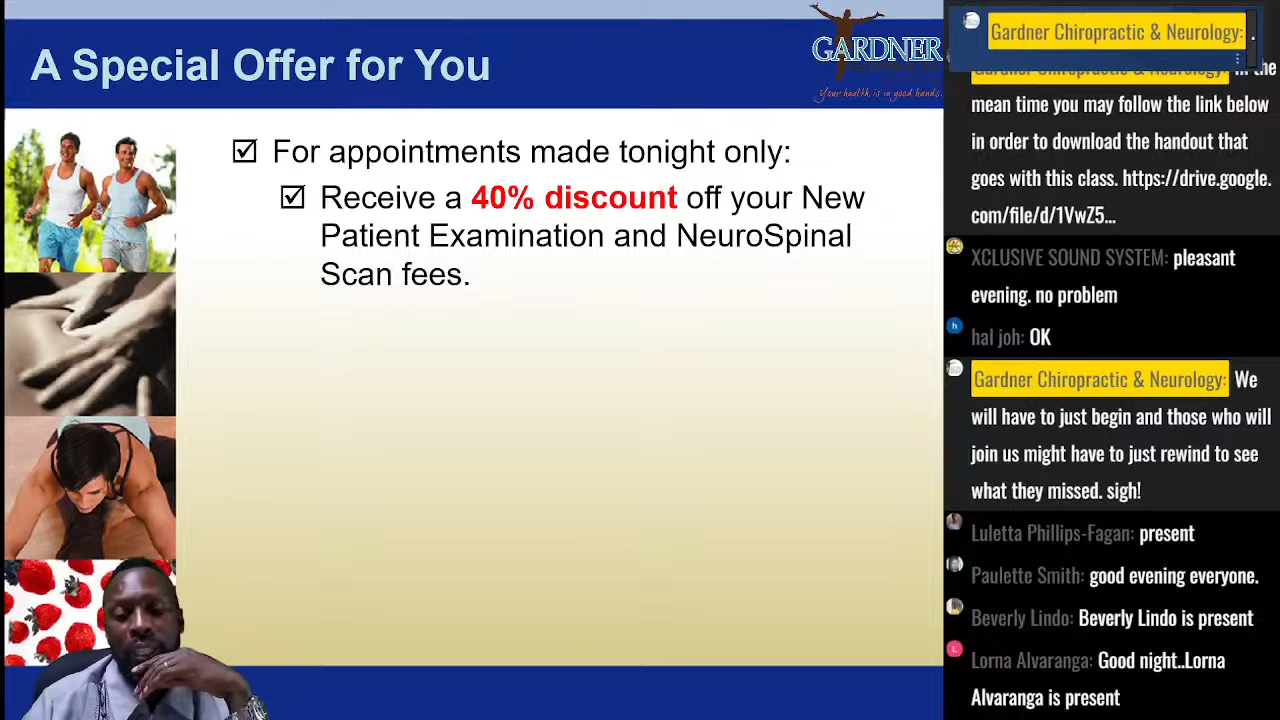 A Special Offer for You
GARDNER
Your health is in good hands.
For appointments made tonight only:
Receive a 40% discount off your New
Patient Examination and NeuroSpinal
Scan fees.
Gardner Chiropractic & Neurology: .
Gardner Chiropractic & Neurology: in the
mean time you may follow the link below
in order to download the handout that
goes with this class. https://drive.google.
com/file/d/1VwZ5...
XCLUSIVE SOUND SYSTEM: pleasant
evening. no problem
h
hal joh: OK
Gardner Chiropractic & Neurology: We
will have to just begin and those who will
join us might have to just rewind to see
what they missed. sigh!
Luletta Phillips-Fagan: present
Paulette Smith: good evening everyone.
Beverly Lindo: Beverly Lindo is present
L
Lorna Alvaranga: Good night..Lorna
Alvaranga is present